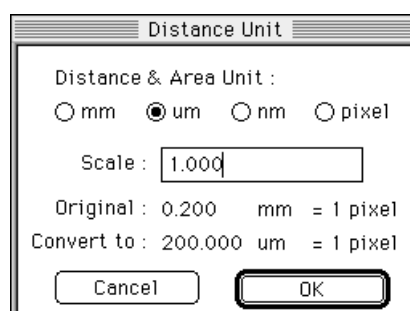 Distance Unit
Distance & Area Unit :
mm um nm pixel
Scale : 1.000
Original : 0.200 mm = 1 pixel
Convert to : 200.000 um = 1 pixel
Cancel OK